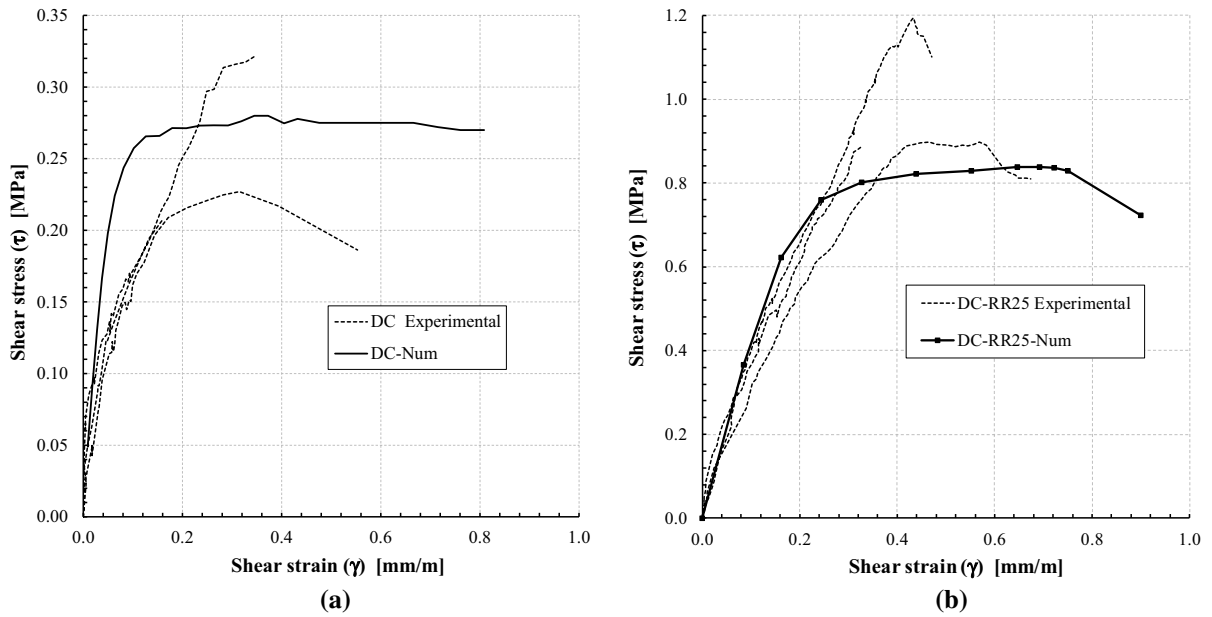 0.35
0.30
0.25
0.20
0.15
0.10
0.05
0.00
Shear stress (τ) [MPa]
DC Experimental
DC-Num
0.0 0.2 0.4 0.6 0.8 1.0
Shear strain (γ) [mm/m]
(a)
1.2
1.0
0.8
0.6
0.4
0.2
0.0
Shear stress (τ) [MPa]
DC-RR25 Experimental
DC-RR25-Num
0.0 0.2 0.4 0.6 0.8 1.0
Shear strain (γ) [mm/m]
(b)